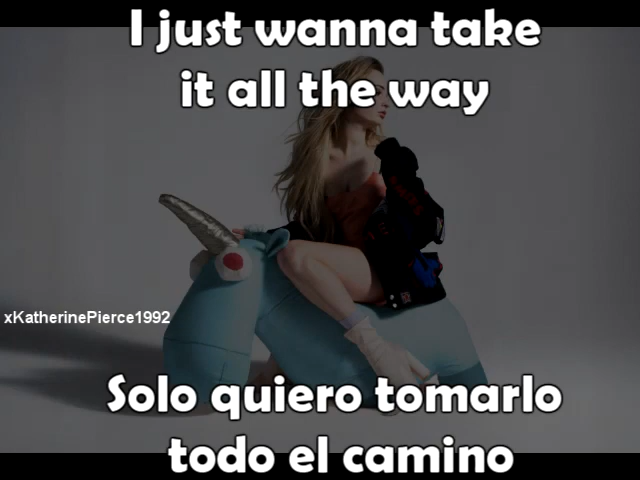 I just wanna take
it all the way
xKatherinePierce1992
Solo quiero tomarlo
todo el camino